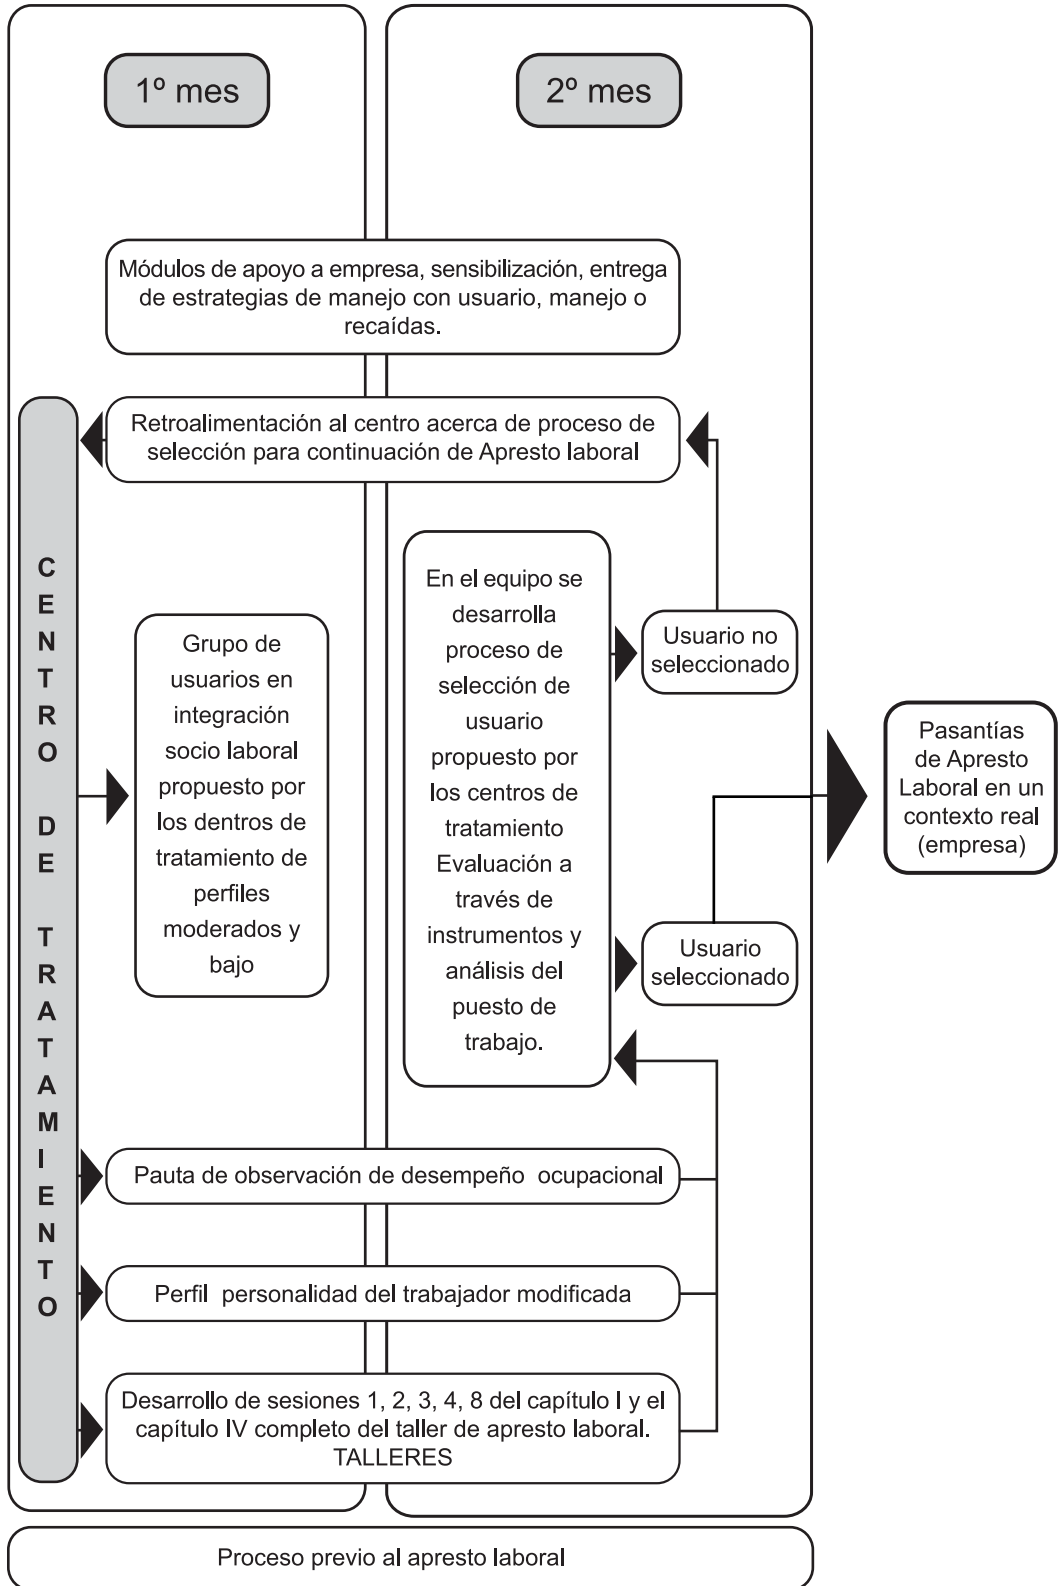 1º mes
2º mes
Módulos de apoyo a empresa, sensibilización, entrega
de estrategias de manejo con usuario, manejo o
recaídas.
Retroalimentación al centro acerca de proceso de
selección para continuación de Apresto laboral
CENTRO DE TRATAMIENTO
Grupo de
usuarios en
integración
socio laboral
propuesto por
los dentros de
tratamiento de
perfiles
moderados y
bajo
En el equipo se
desarrolla
proceso de
selección de
usuario
propuesto por
los centros de
tratamiento
Evaluación a
través de
instrumentos y
análisis del
puesto de
trabajo.
Usuario no
seleccionado
Usuario
seleccionado
Pasantías
de Apresto
Laboral en un
contexto real
(empresa)
Pauta de observación de desempeño ocupacional
Perfil personalidad del trabajador modificada
Desarrollo de sesiones 1, 2, 3, 4, 8 del capítulo I y el
capítulo IV completo del taller de apresto laboral.
TALLERES
Proceso previo al apresto laboral